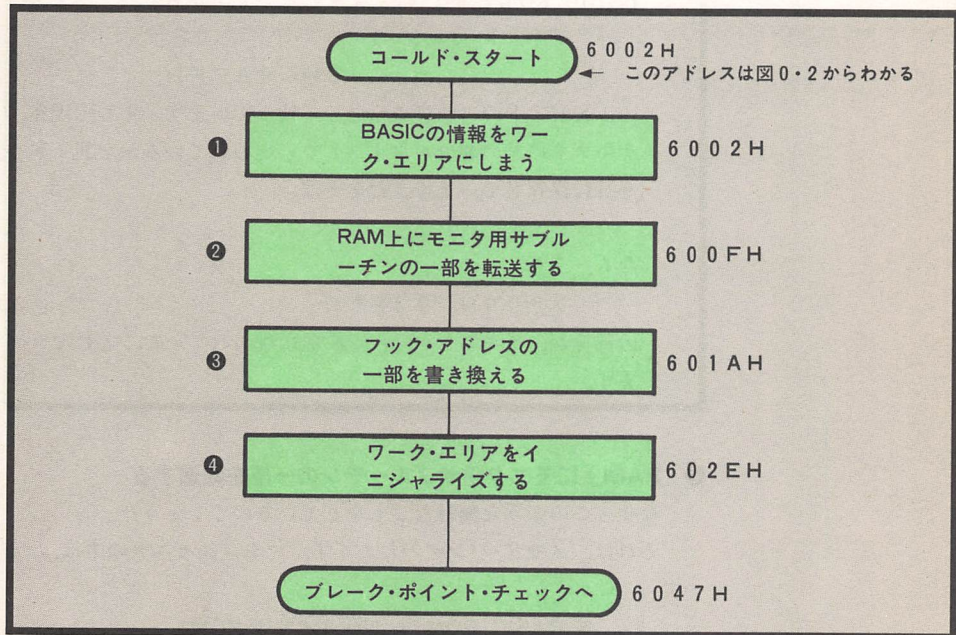 コールド・スタート
6002H
← このアドレスは図0・2からわかる
❶
BASICの情報をワー
ク・エリアにしまう
6002H
❷
RAM上にモニタ用サブル
ーチンの一部を転送する
600FH
❸
フック・アドレスの
一部を書き換える
601AH
❹
ワーク・エリアをイ
ニシャライズする
602EH
ブレーク・ポイント・チェックへ
6047H